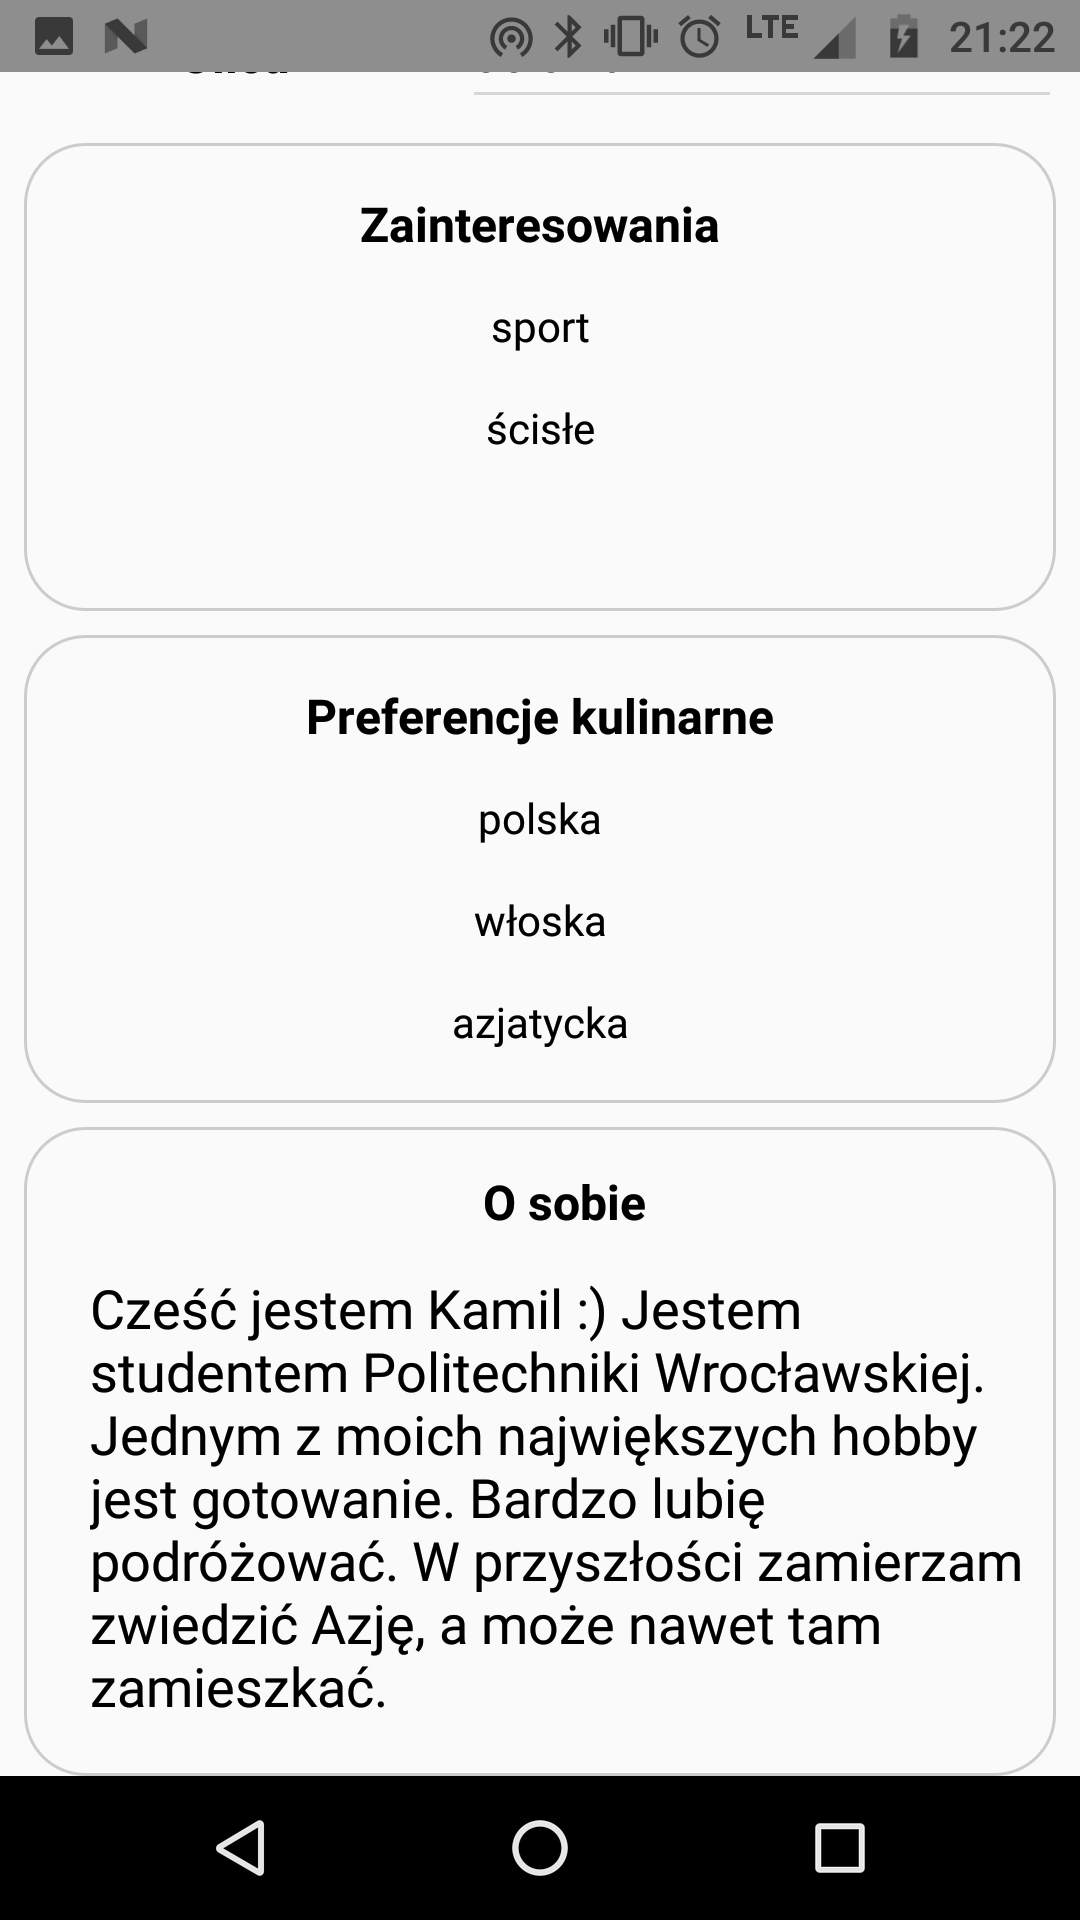 LTE 21:22
Zainteresowania
sport
ścisłe
Preferencje kulinarne
polska
włoska
azjatycka
O sobie
Cześć jestem Kamil :) Jestem
studentem Politechniki Wrocławskiej.
Jednym z moich największych hobby
jest gotowanie. Bardzo lubię
podróżować. W przyszłości zamierzam
zwiedzić Azję, a może nawet tam
zamieszkać.